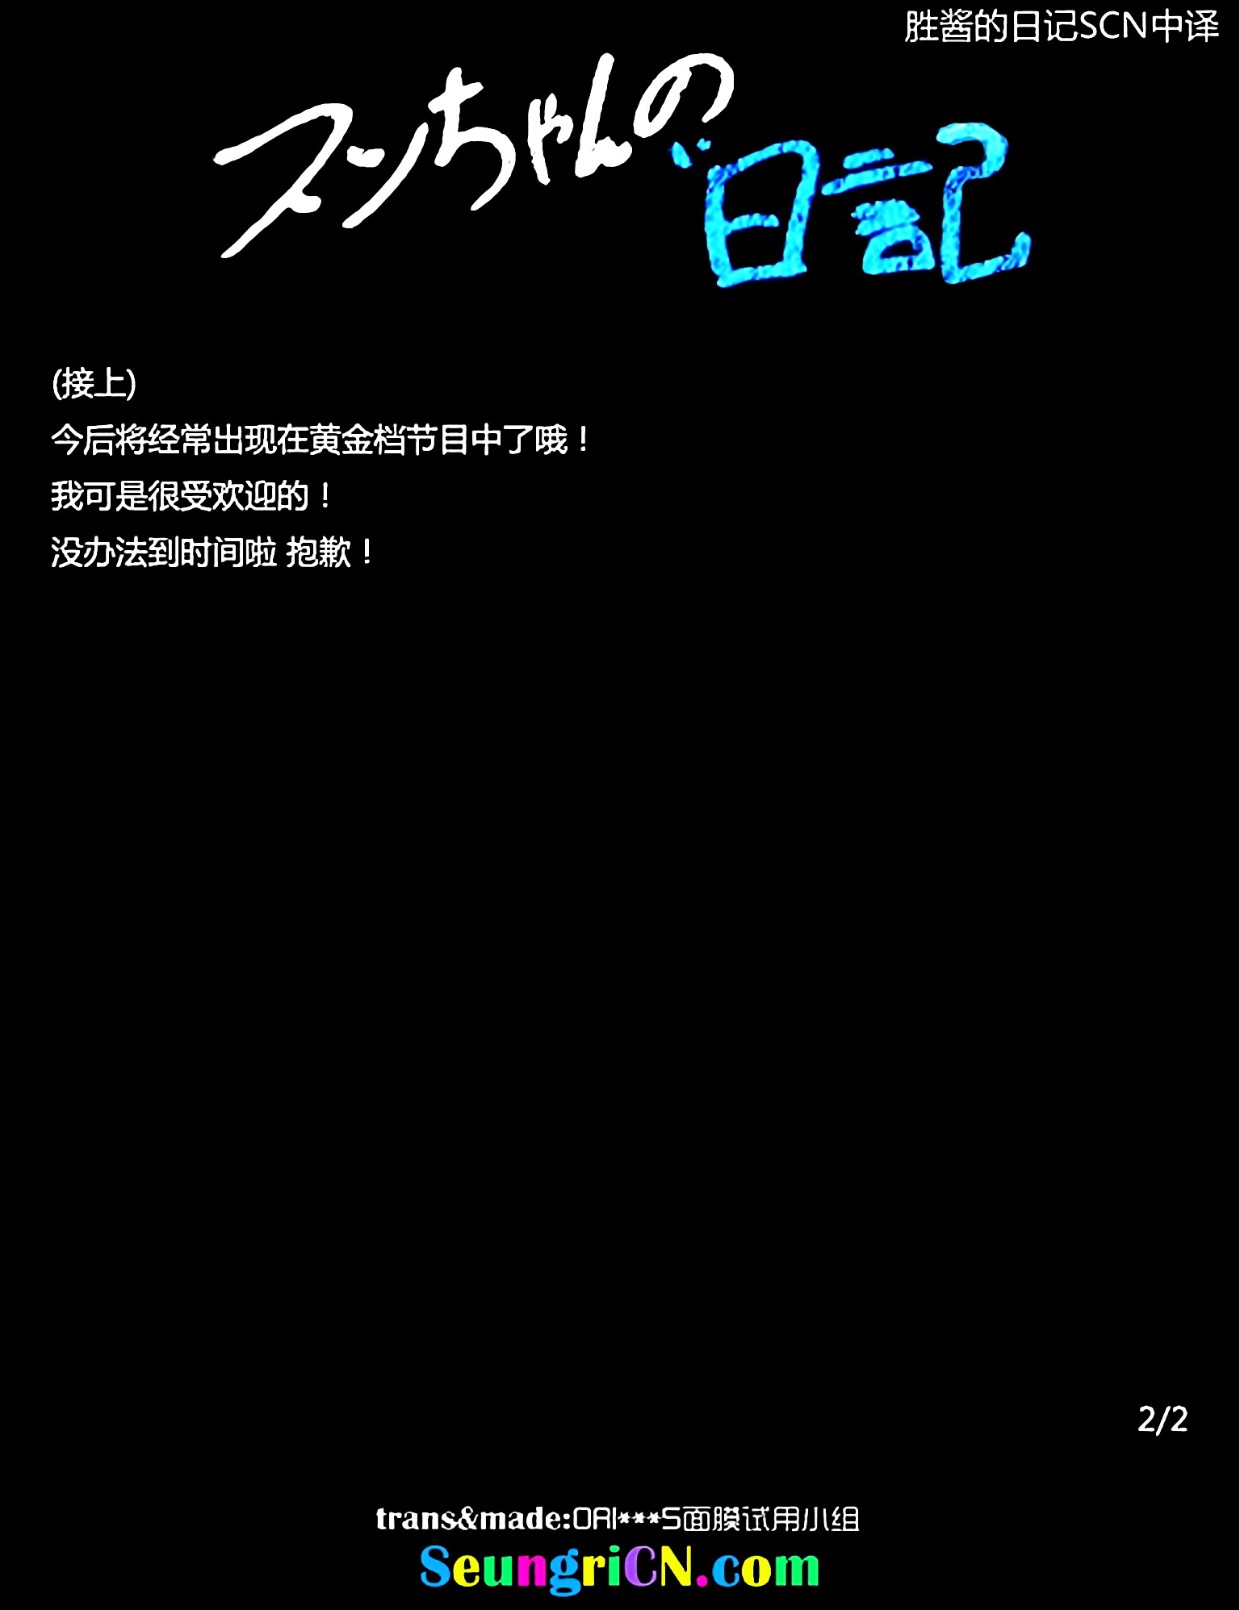 胜酱的日记SCN中译
スンちゃんの
日記
(接上)
今后将经常出现在黄金档节目中了哦！
我可是很受欢迎的！
没办法到时间啦 抱歉！
2/2
trans&made:ORI***S面膜试用小组
SeungriCN.com